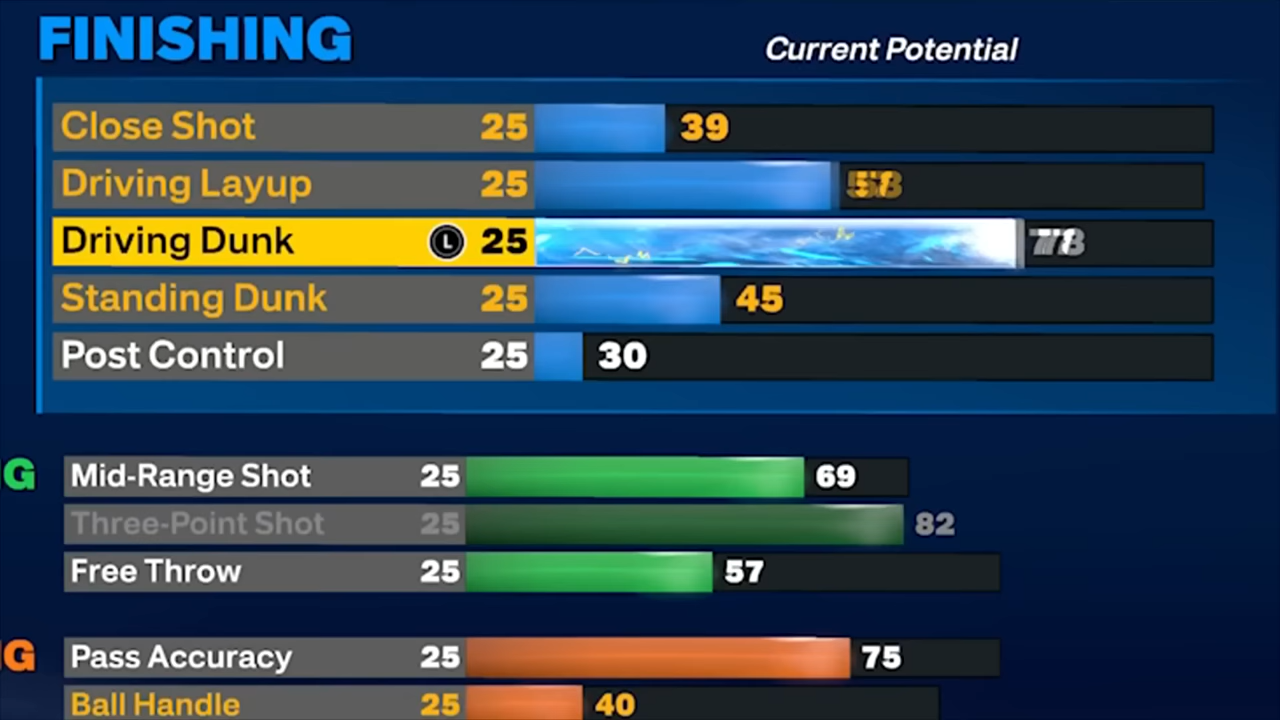 FINISHING
Current Potential
Close Shot 25 39
Driving Layup 25
Driving Dunk L 25
Standing Dunk 25 45
Post Control 25 30
G Mid-Range Shot 25 69
Three-Point Shot 25 82
Free Throw 25 57
G Pass Accuracy 25 75
Ball Handle 25 40